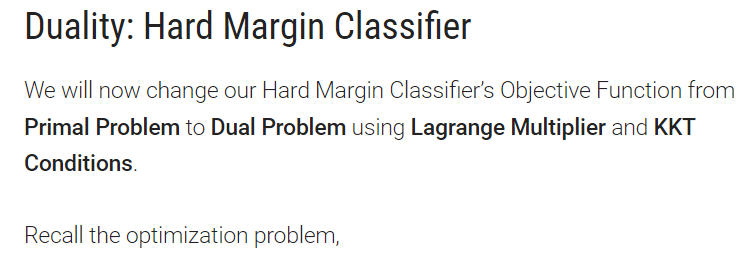 Duality: Hard Margin Classifier
We will now change our Hard Margin Classifier’s Objective Function from
Primal Problem to Dual Problem using Lagrange Multiplier and KKT
Conditions.
Recall the optimization problem,